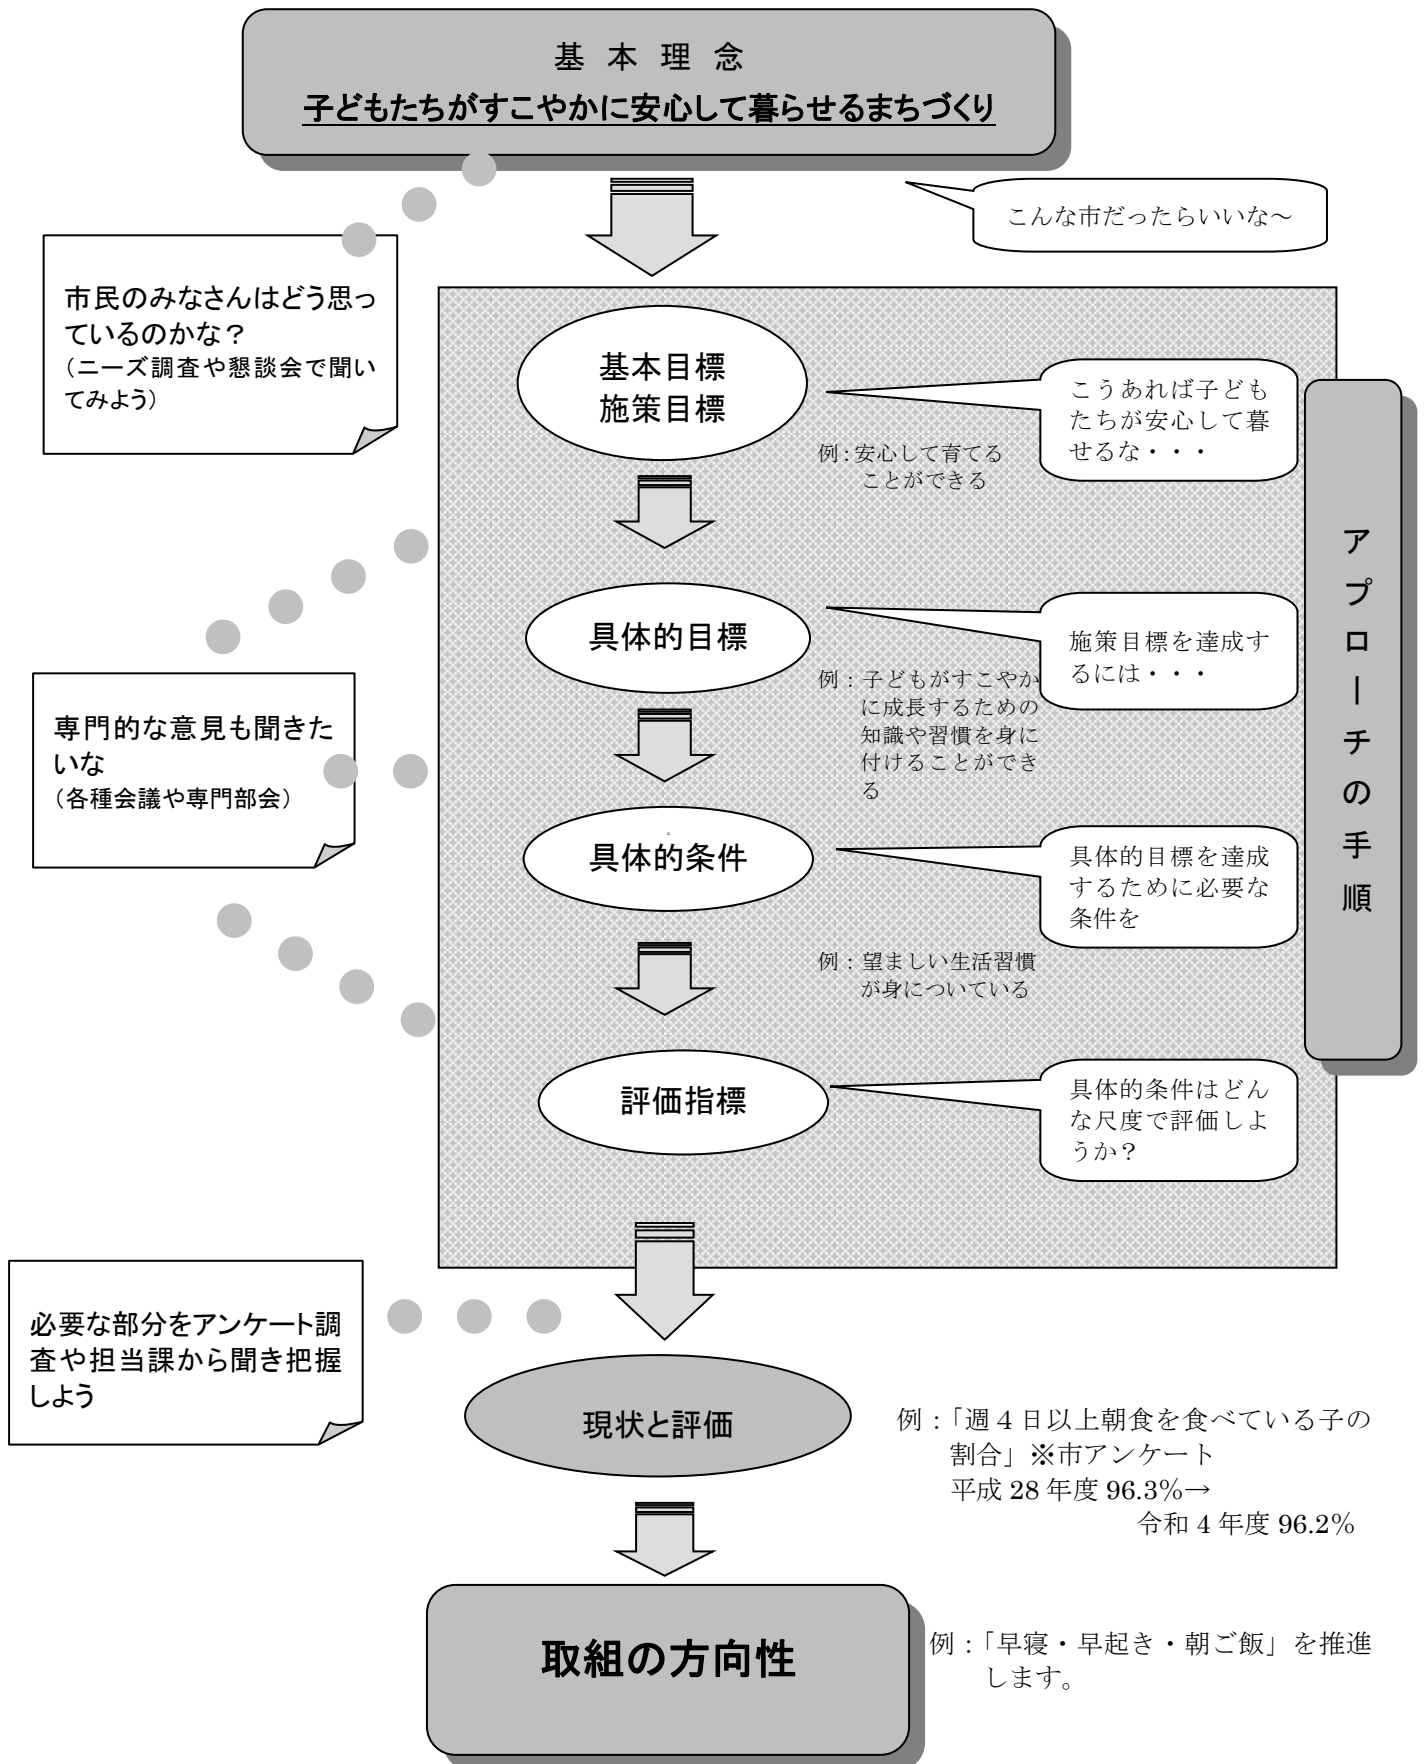 基本理念
子どもたちがすこやかに安心して暮らせるまちづくり
こんな市だったらいいな～
市民のみなさんはどう思っ
ているのかな？
（ニーズ調査や懇談会で聞い
てみよう）
基本目標
施策目標
こうあれば子ども
たちが安心して暮
せるな・・・
例：安心して育てる
ことができる
アプローチの手順
具体的目標
施策目標を達成す
るには・・・
例：子どもがすこやか
に成長するための
知識や習慣を身に
付けることができ
る
専門的な意見も聞きた
いな
（各種会議や専門部会）
。
具体的条件
具体的目標を達成
するために必要な
条件を
例：望ましい生活習慣
が身についている
評価指標
具体的条件はどん
な尺度で評価しよ
うか？
必要な部分をアンケート調
査や担当課から聞き把握
しよう
現状と評価
例：「週４日以上朝食を食べている子の
割合」※市アンケート
平成 28 年度 96.3％→
令和 4 年度 96.2％
取組の方向性
例：「早寝・早起き・朝ご飯」を推進
します。